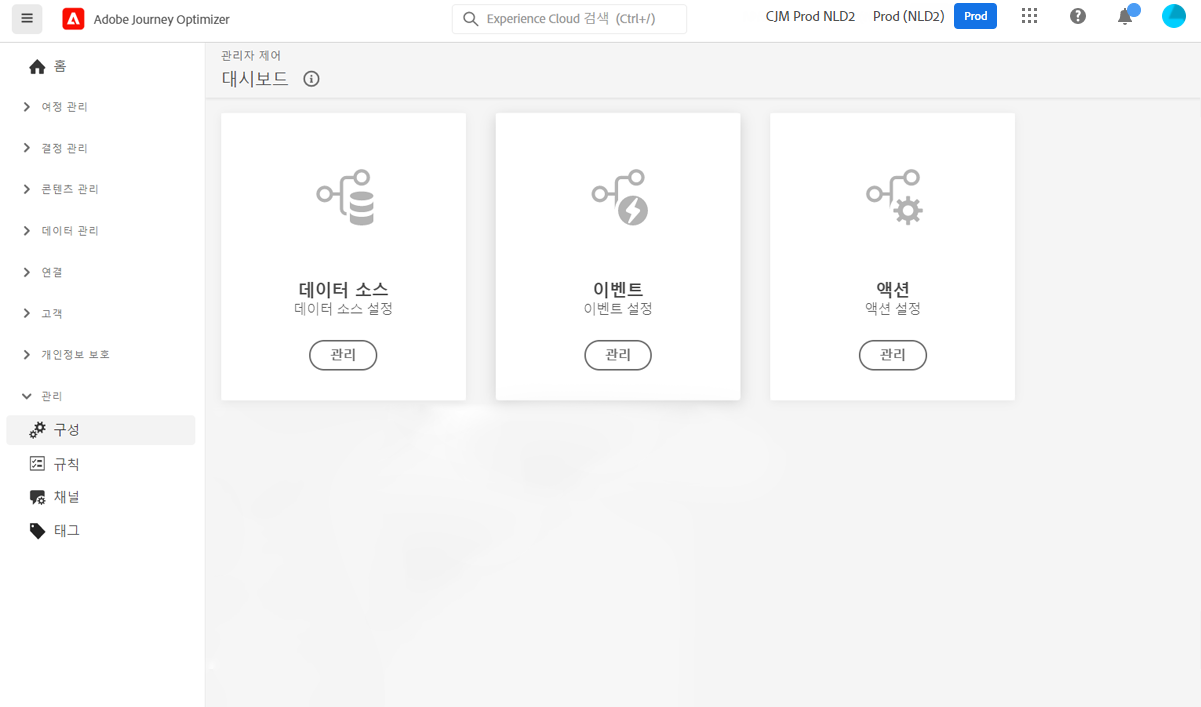 Adobe Journey Optimizer
Experience Cloud 검색 (Ctrl+/)
CJM Prod NLD2
Prod (NLD2)
Prod
홈
여정 관리
결정 관리
콘텐츠 관리
데이터 관리
연결
고객
개인정보 보호
관리
구성
규칙
채널
태그
관리자 제어
대시보드
데이터 소스
데이터 소스 설정
관리
이벤트
이벤트 설정
관리
액션
액션 설정
관리